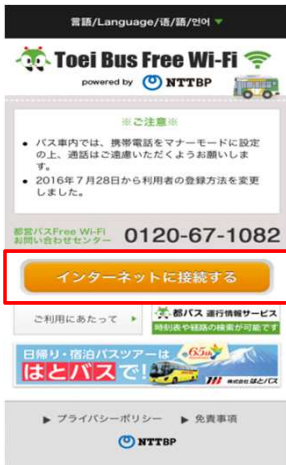 言語/Language/语/語/언어 ▼
Toei Bus Free Wi-Fi
powered by NTTBP
※ご注意※
• バス車内では、携帯電話をマナーモードに設定
の上、通話はご遠慮いただくようお願いしま
す。
• 2016年7月28日から利用者の登録方法を変更
しました。
都営バスFree Wi-Fi
お問い合わせセンター 0120-67-1082
インターネットに接続する
ご利用にあたって ▶
都バス 運行情報サービス
時刻表や経路の検索が可能です
日帰り・宿泊バスツアーは
はとバスで!
65th
株式会社はとバス
▶ プライバシーポリシー ▶ 免責事項
NTTBP